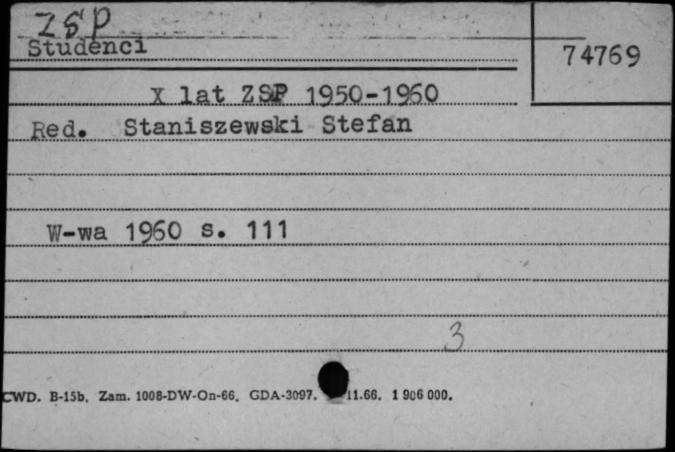 ZSP
Studenci
74769
X lat ZSP 1950-1960
Red. Staniszewski Stefan
W-wa 1960 s. 111
3
CWD. B-15b. Zam. 1008-DW-On-66. GDA-3097. 11.66. 1 906 000.